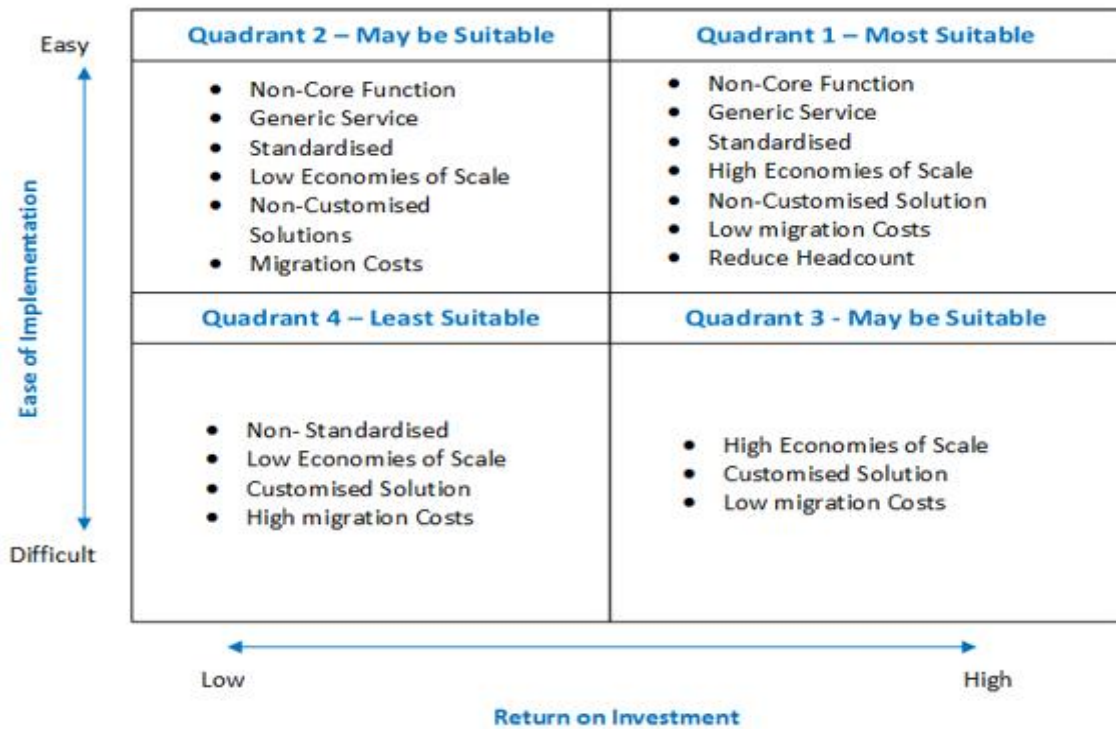 Easy
Quadrant 2 – May be Suitable
Quadrant 1 – Most Suitable
• Non-Core Function
• Generic Service
• Standardised
• Low Economies of Scale
• Non-Customised
Solutions
• Migration Costs
• Non-Core Function
• Generic Service
• Standardised
• High Economies of Scale
• Non-Customised Solution
• Low migration Costs
• Reduce Headcount
Ease of Implementation
Quadrant 4 – Least Suitable
Quadrant 3 - May be Suitable
• Non- Standardised
• Low Economies of Scale
• Customised Solution
• High migration Costs
• High Economies of Scale
• Customised Solution
• Low migration Costs
Difficult
Low
High
Return on Investment